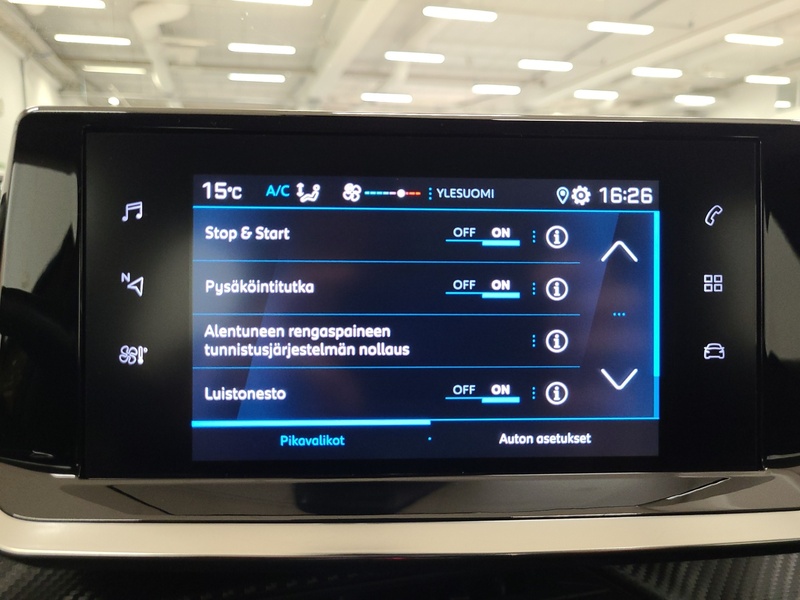 15°C A/C YLESUOMI 16:26
Stop & Start OFF ON
Pysäköintitutka OFF ON
Alentuneen rengaspaineen
tunnistusjärjestelmän nollaus
Luistonesto OFF ON
Pikavalikot Auton asetukset
N